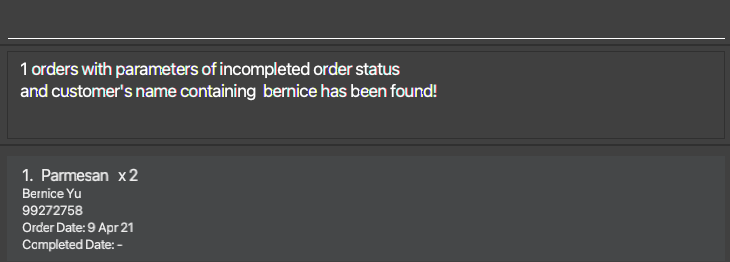 1 orders with parameters of incompleted order status
and customer's name containing  bernice has been found!
1.  Parmesan   x 2
Bernice Yu
99272758
Order Date: 9 Apr 21
Completed Date: -